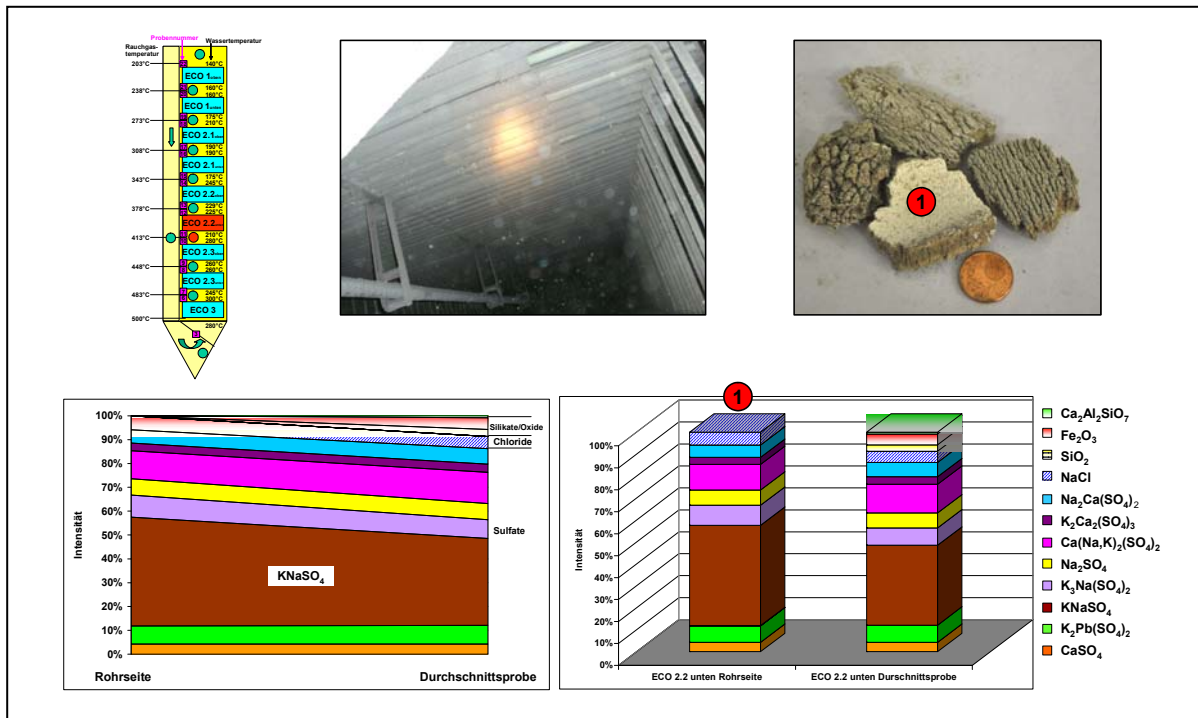 Probennummer
Rauchgas-
temperatur
Wassertemperatur
203°C
140°C
ECO 1
238°C
160°C
160°C
ECO 1
273°C
175°C
210°C
ECO 2.1
308°C
190°C
190°C
ECO 2.1
343°C
175°C
245°C
ECO 2.2
378°C
229°C
225°C
ECO 2.2
413°C
210°C
280°C
ECO 2.3
448°C
260°C
260°C
ECO 2.3
483°C
245°C
300°C
ECO 3
500°C
280°C
1
100%
90%
80%
70%
60%
50%
40%
30%
20%
10%
0%
Intensität
Silikate/Oxide
Chloride
Sulfate
KNaSO₄
Rohrseite
Durchschnittsprobe
1
100%
90%
80%
70%
60%
50%
40%
30%
20%
10%
0%
Intensität
ECO 2.2 unten Rohrseite
ECO 2.2 unten Durschnittsprobe
Ca₂Al₂SiO₇
Fe₂O₃
SiO₂
NaCl
Na₂Ca(SO₄)₂
K₂Ca₂(SO₄)₃
Ca(Na,K)₂(SO₄)₂
Na₂SO₄
K₃Na(SO₄)₂
KNaSO₄
K₂Pb(SO₄)₂
CaSO₄